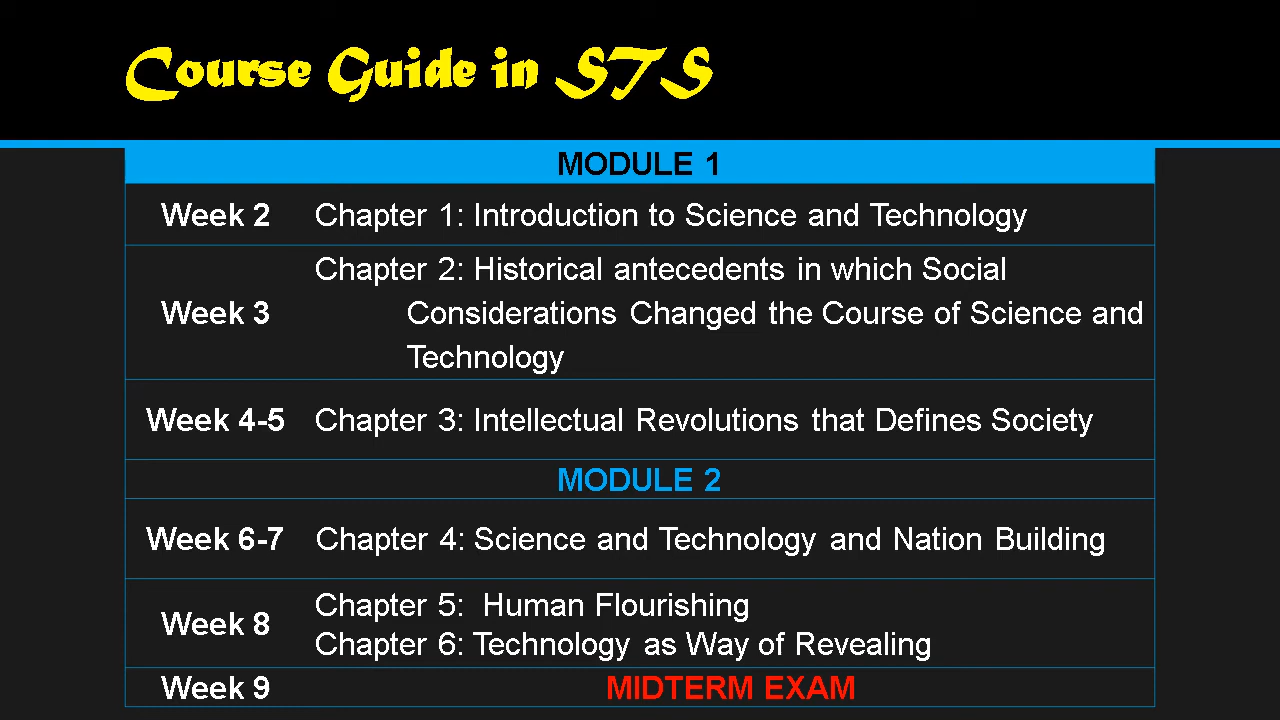 Course Guide in STS
MODULE 1
Week 2 Chapter 1: Introduction to Science and Technology
Week 3 Chapter 2: Historical antecedents in which Social
Considerations Changed the Course of Science and
Technology
Week 4-5 Chapter 3: Intellectual Revolutions that Defines Society
MODULE 2
Week 6-7 Chapter 4: Science and Technology and Nation Building
Week 8 Chapter 5: Human Flourishing
Chapter 6: Technology as Way of Revealing
Week 9 MIDTERM EXAM